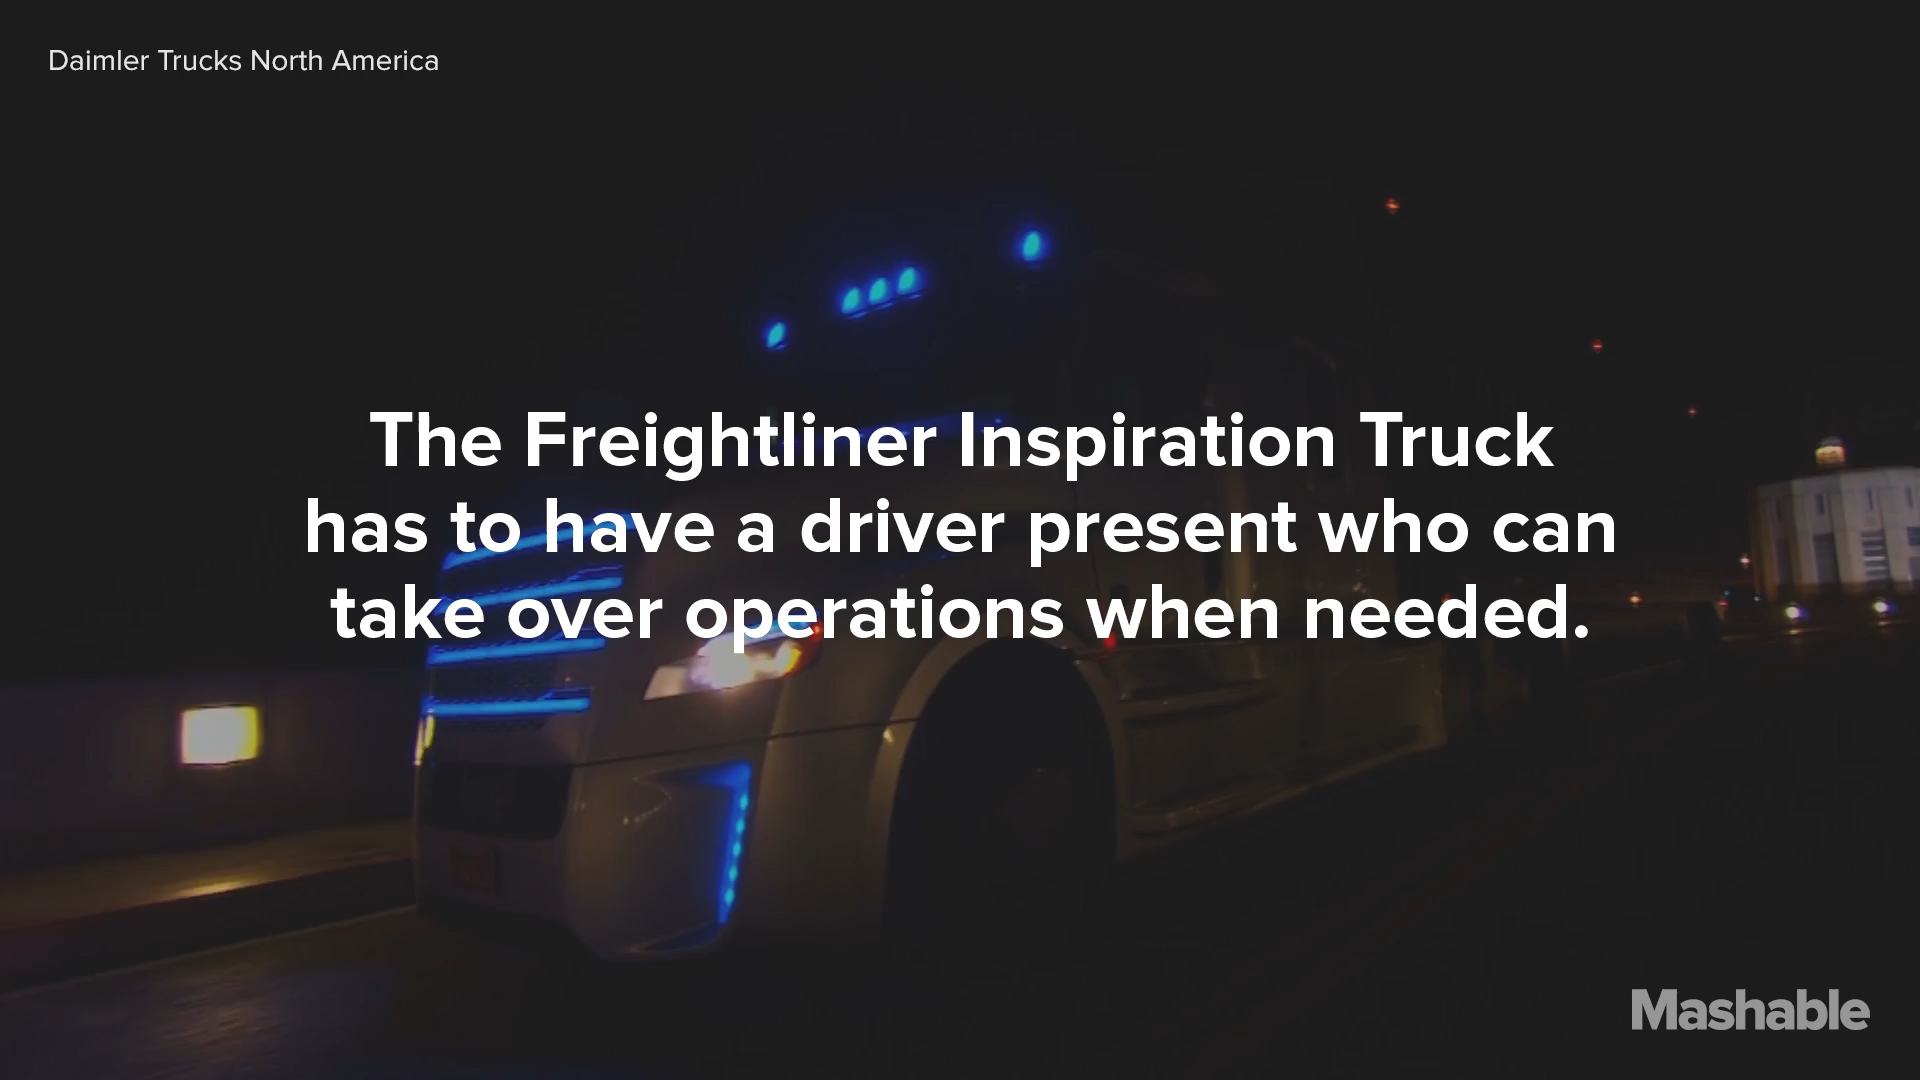 Daimler Trucks North America
The Freightliner Inspiration Truck
has to have a driver present who can
take over operations when needed.
Mashable